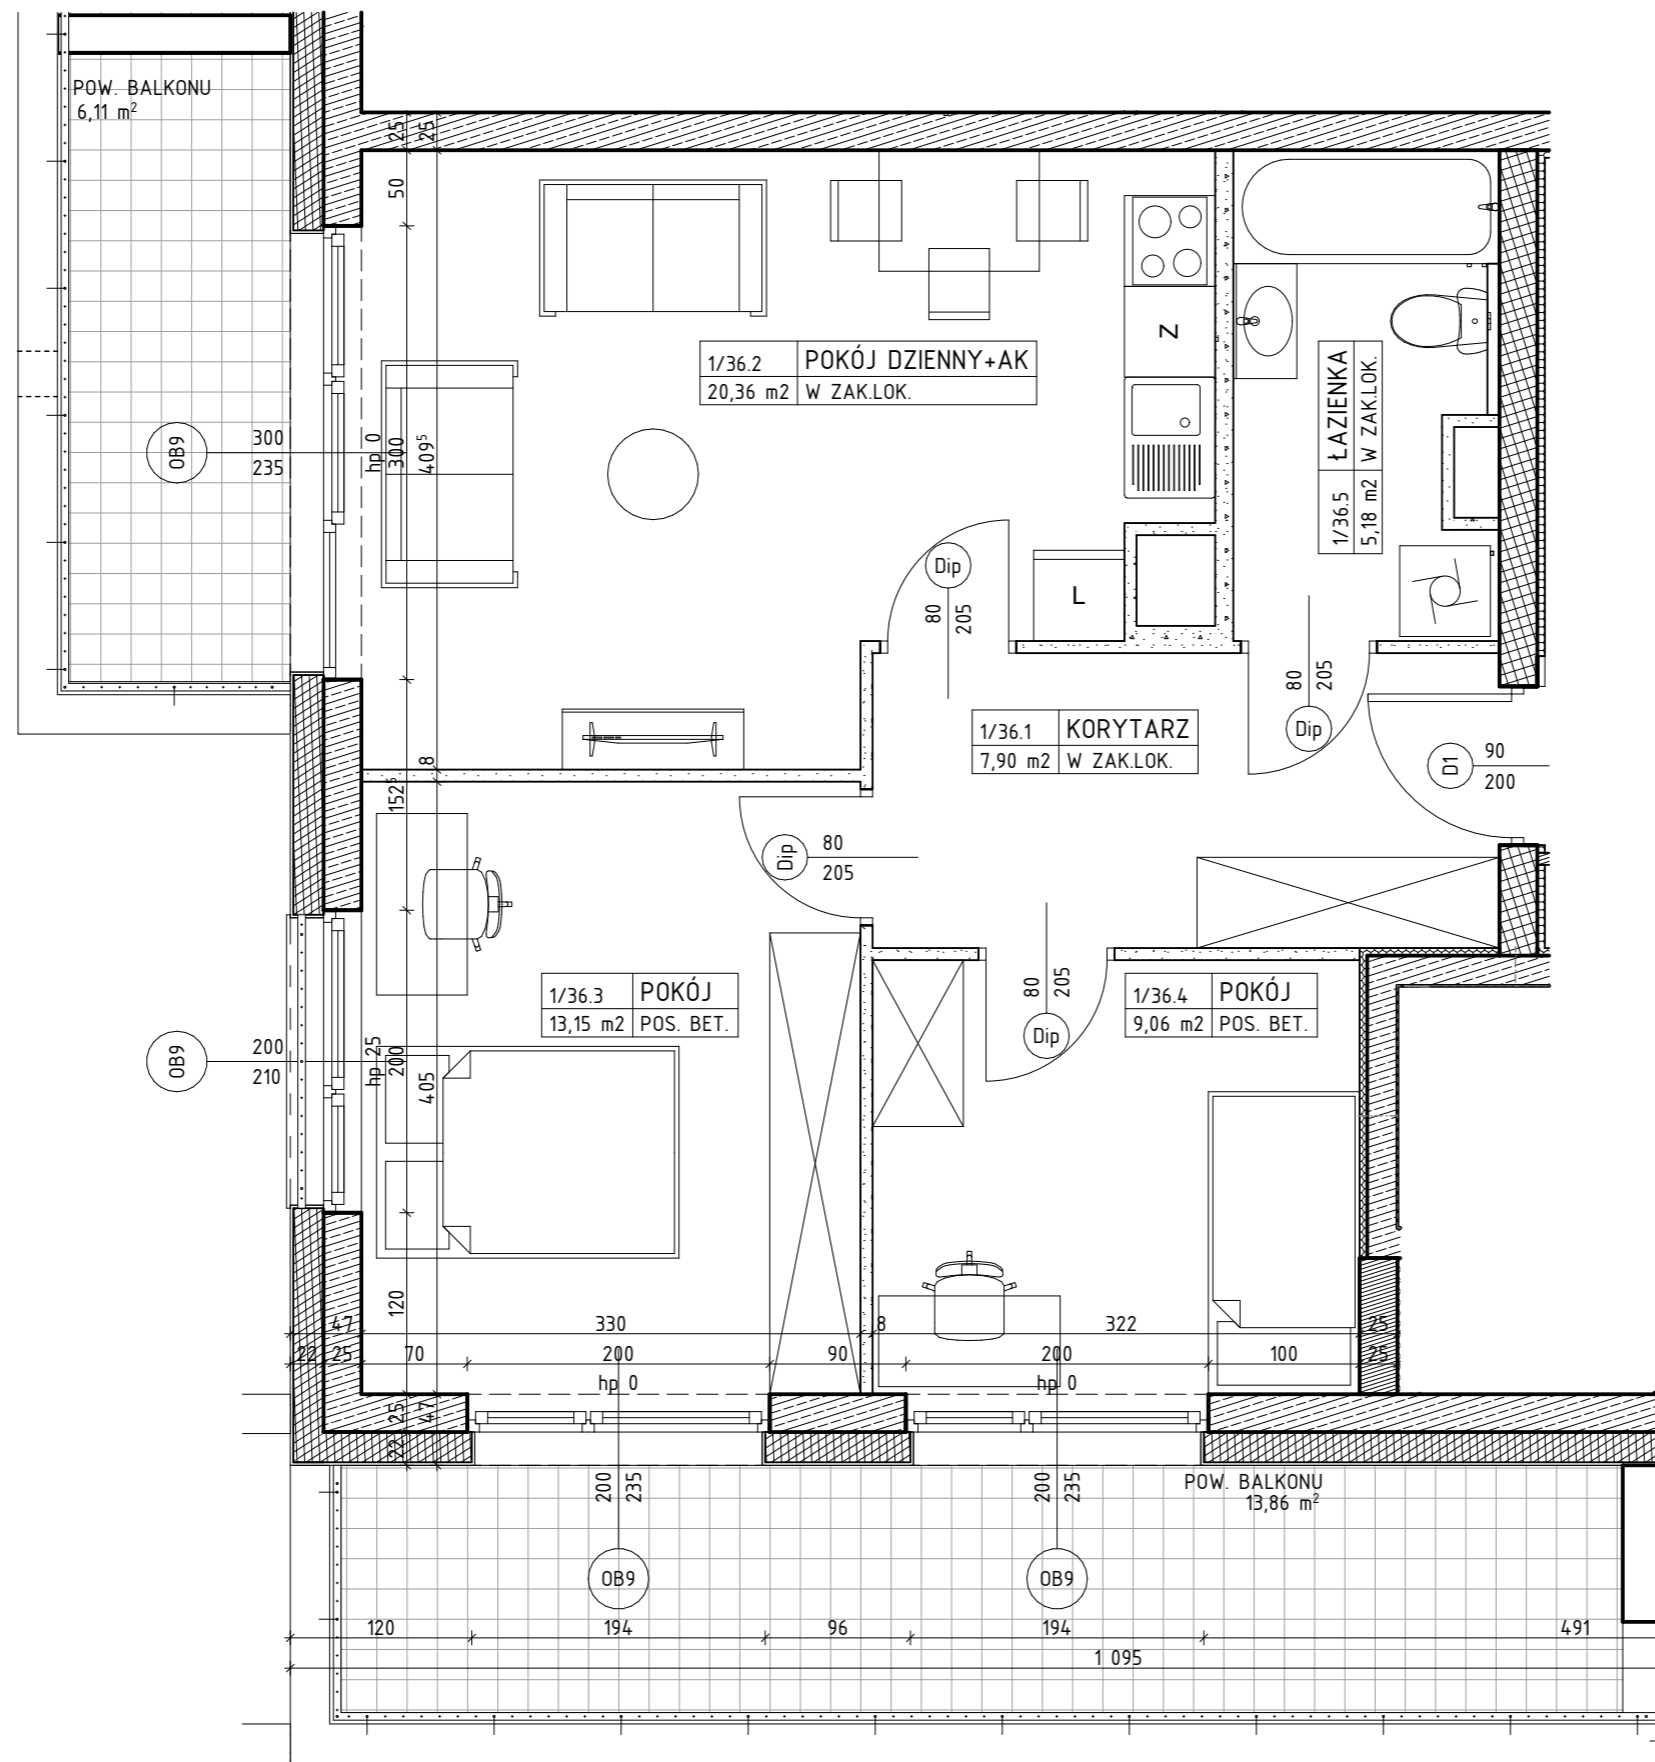 POW. BALKONU
6,11 m²
25
25
50
1/36.2 POKÓJ DZIENNY+AK
20,36 m2 W ZAK.LOK.
Z
1/36.5 ŁAZIENKA
5,18 m2 W ZAK.LOK.
OB9
300
235
hp 0
300
409⁵
Dip
80
205
L
80
205
Dip
1/36.1 KORYTARZ
7,90 m2 W ZAK.LOK.
D1
90
200
8
152⁵
Dip
80
205
1/36.3 POKÓJ
13,15 m2 POS. BET.
80
205
Dip
1/36.4 POKÓJ
9,06 m2 POS. BET.
OB9
200
210
hp 25
200
405
120
47
330
8
322
25
22
25
70
200
90
200
100
25
hp 0
hp 0
25
47
22
200
235
200
235
POW. BALKONU
13,86 m²
OB9
OB9
120
194
96
194
491
1 095